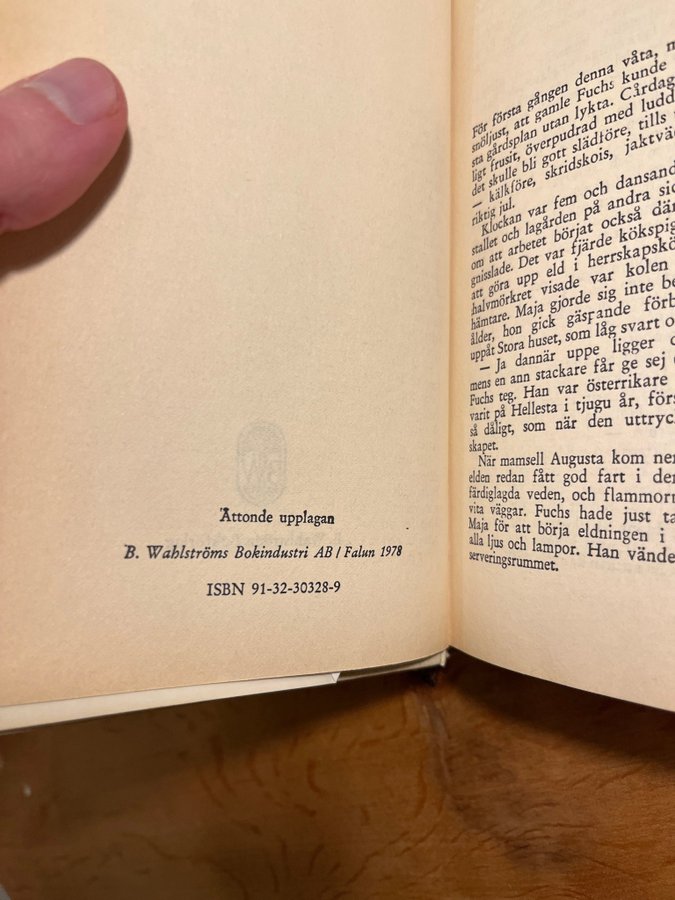 Åttonde upplagan
B. Wahlströms Bokindustri AB / Falun 1978
ISBN 91-32-30328-9
För första gången denna våta, m
snöljust, att gamle Fuchs kunde
sta gårdsplan utan lykta. Gårdag
ligt frusit, överpudrad med ludd
det skulle bli gott slädföre, tills
— kälkföre, skridskois, jaktvä
riktig jul.
Klockan var fem och dansand
stallet och lagården på andra sid
om att arbetet börjat också där
gnisslade. Det var fjärde kökspig
att göra upp eld i herrskapskö
halvmörkret visade var kolen
hämtare. Maja gjorde sig inte be
ålder, hon gick gäspande förb
uppåt Stora huset, som låg svart o
— Ja dannär uppe ligger
mens en ann stackare får ge sej
Fuchs teg. Han var österrikare
varit på Hellesta i tjugu år, förs
så dåligt, som när den uttryc
skapet.
När mamsell Augusta kom ner
elden redan fått god fart i der
färdiglagda veden, och flammorn
vita väggar. Fuchs hade just ta
Maja för att börja eldningen i
alla ljus och lampor. Han vände
serveringsrummet.